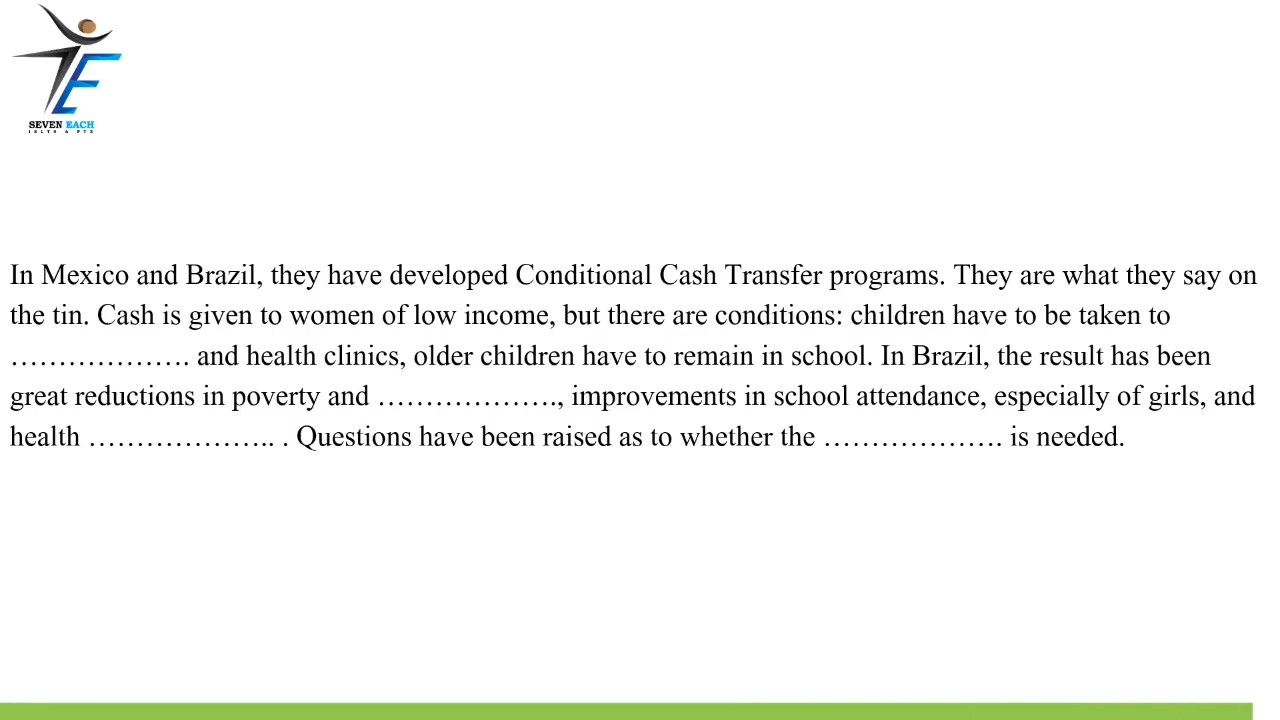 SEVEN EACH
IELTS & PTE
In Mexico and Brazil, they have developed Conditional Cash Transfer programs. They are what they say on
the tin. Cash is given to women of low income, but there are conditions: children have to be taken to
………………. and health clinics, older children have to remain in school. In Brazil, the result has been
great reductions in poverty and ………………., improvements in school attendance, especially of girls, and
health ……………….. . Questions have been raised as to whether the ………………. is needed.